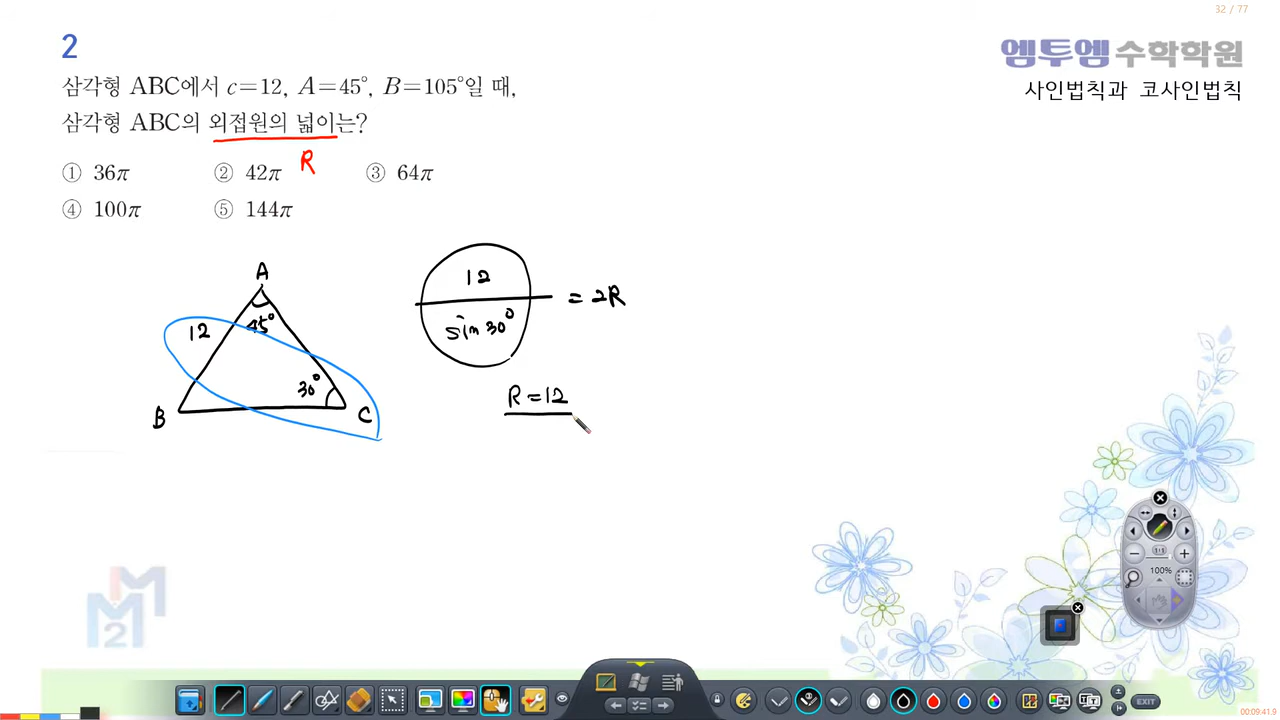 32 / 77
2
엠투엠수학학원
사인법칙과 코사인법칙
삼각형 ABC에서 c=12, A=45°, B=105°일 때,
삼각형 ABC의 외접원의 넓이는?
R
① 36π ② 42π ③ 64π
④ 100π ⑤ 144π
A
12
45°
30°
B
C
12
sin 30°
= 2R
R = 12
100%
1:1
M
M2
EXIT
00:09:41.9